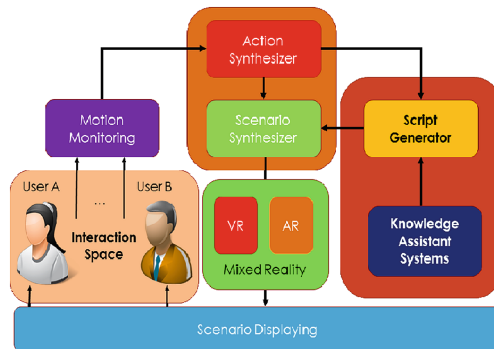 Action
Synthesizer
Motion
Monitoring
Scenario
Synthesizer
Script
Generator
User A
User B
...
Interaction
Space
VR
AR
Mixed Reality
Knowledge
Assistant
Systems
Scenario Displaying